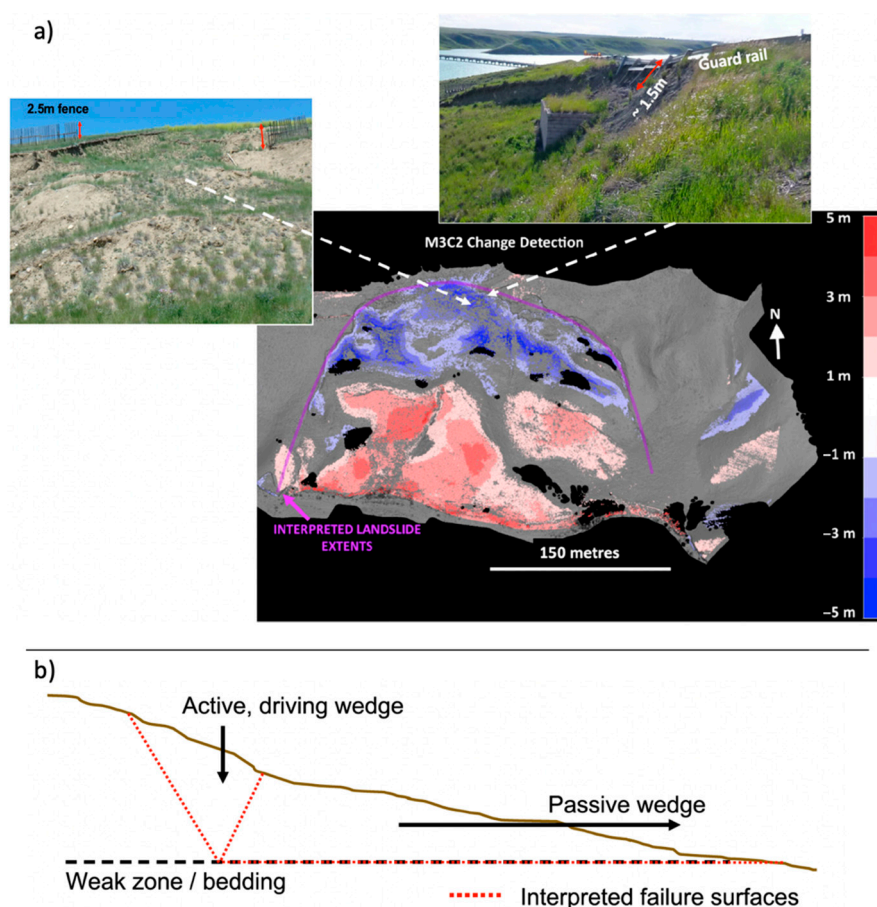 a)
Guard rail
~ 1.5m
2.5m fence
M3C2 Change Detection
5 m
3 m
N
1 m
−1 m
INTERPRETED LANDSLIDE
EXTENTS
−3 m
150 metres
−5 m
b)
Active, driving wedge
Passive wedge
Weak zone / bedding
Interpreted failure surfaces